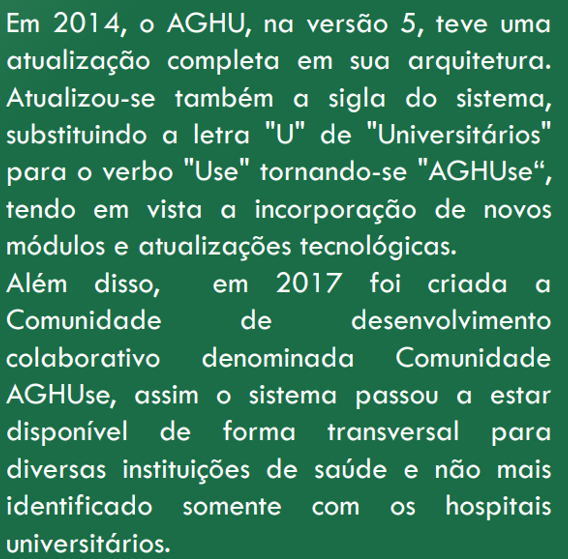 Em 2014, o AGHU, na versão 5, teve uma
atualização completa em sua arquitetura.
Atualizou-se também a sigla do sistema,
substituindo a letra "U" de "Universitários"
para o verbo "Use" tornando-se "AGHUse“,
tendo em vista a incorporação de novos
módulos e atualizações tecnológicas.
Além disso, em 2017 foi criada a
Comunidade de desenvolvimento
colaborativo denominada Comunidade
AGHUse, assim o sistema passou a estar
disponível de forma transversal para
diversas instituições de saúde e não mais
identificado somente com os hospitais
universitários.